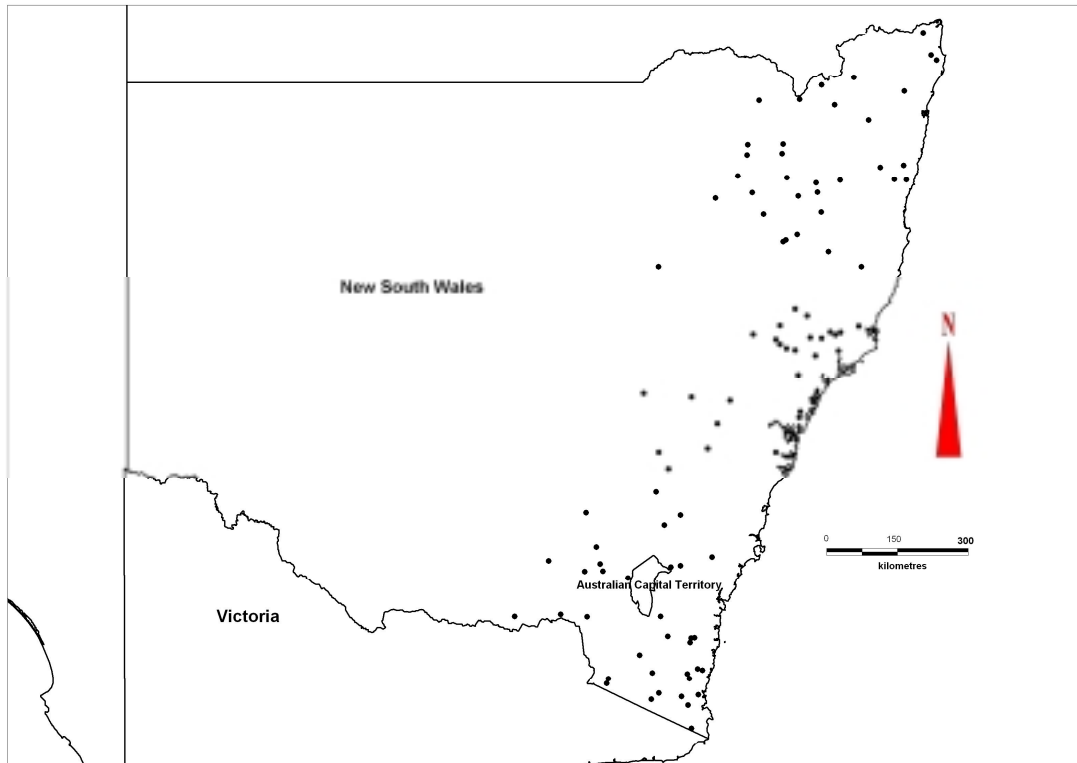 New South Wales
N
0 150 300
kilometres
Australian Capital Territory
Victoria